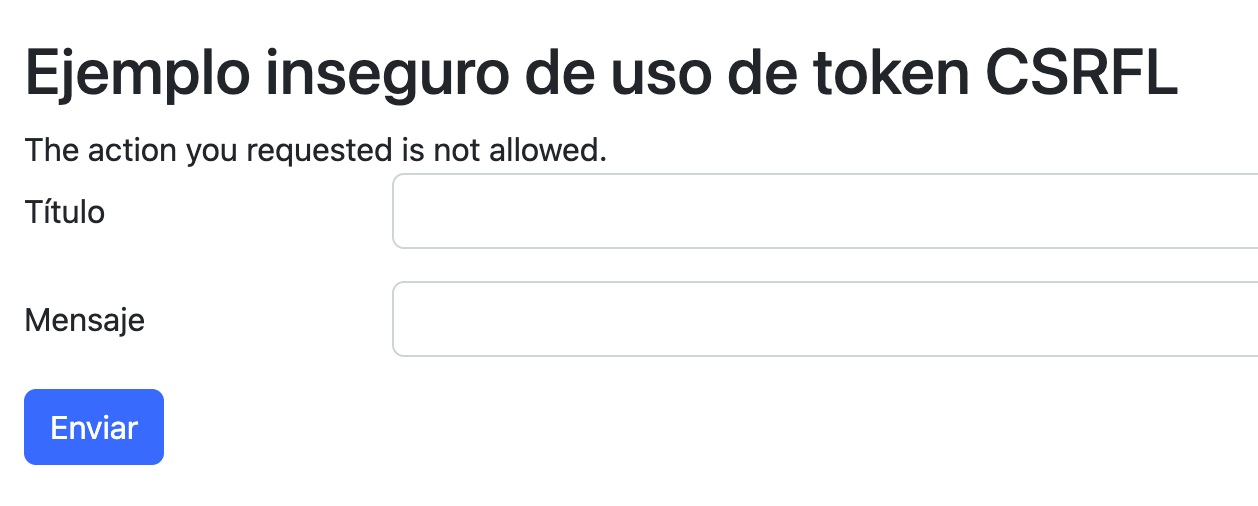 Ejemplo inseguro de uso de token CSRFL
The action you requested is not allowed.
Título
Mensaje
Enviar